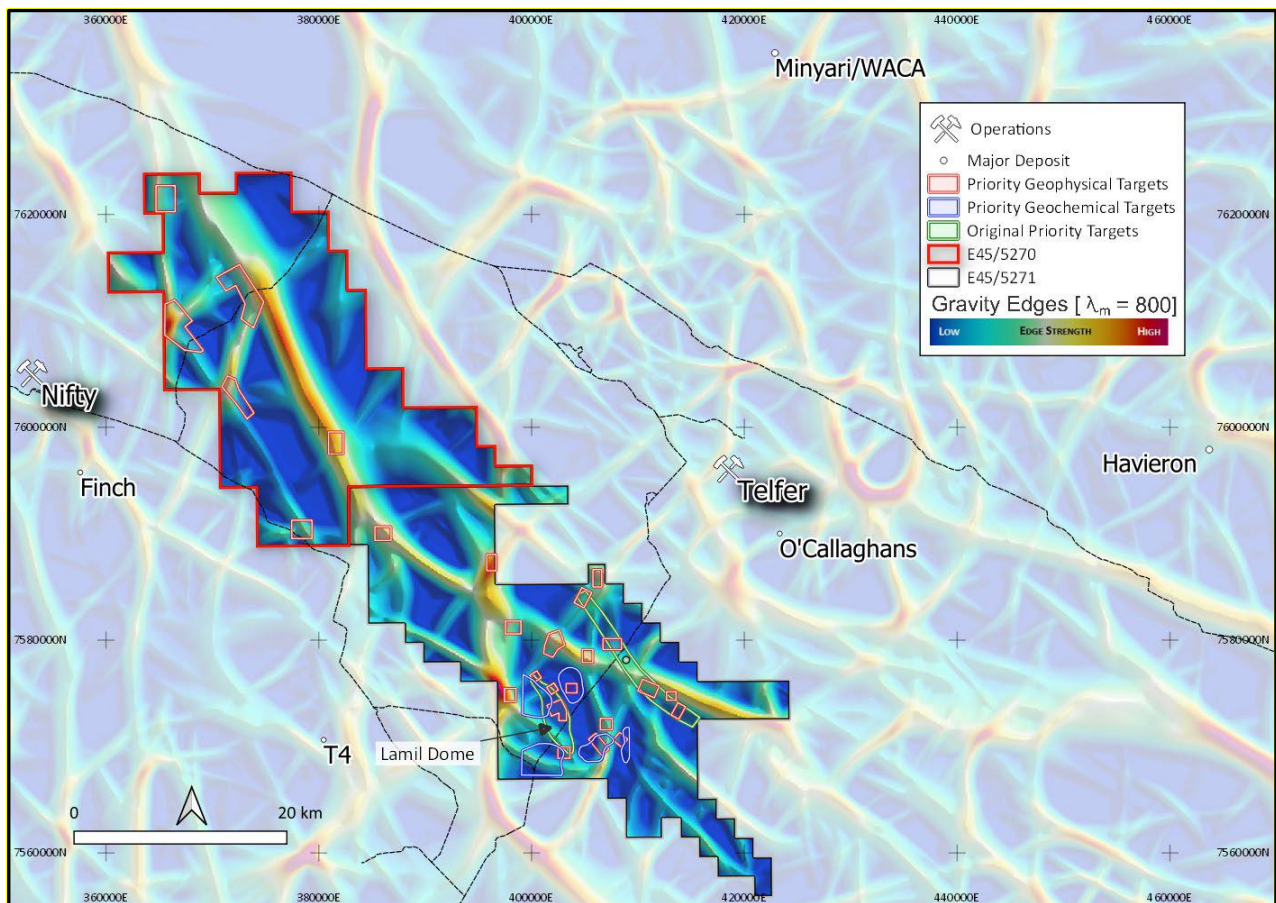 360000E 380000E 400000E 420000E 440000E 460000E
Minyari/WACA
Operations
Major Deposit
Priority Geophysical Targets
Priority Geochemical Targets
Original Priority Targets
E45/5270
E45/5271
Gravity Edges [ λm = 800]
LOW EDGE STRENGTH HIGH
7620000N 7620000N
Nifty
7600000N 7600000N
Havieron
Finch
Telfer
O'Callaghans
7580000N 7580000N
T4
Lamil Dome
0 20 km
7560000N 7560000N
360000E 380000E 400000E 420000E 440000E 460000E